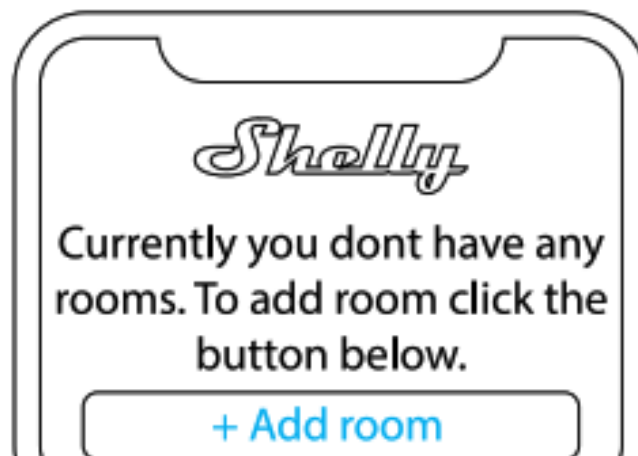 Shelly
Currently you dont have any
rooms. To add room click the
button below.
+ Add room